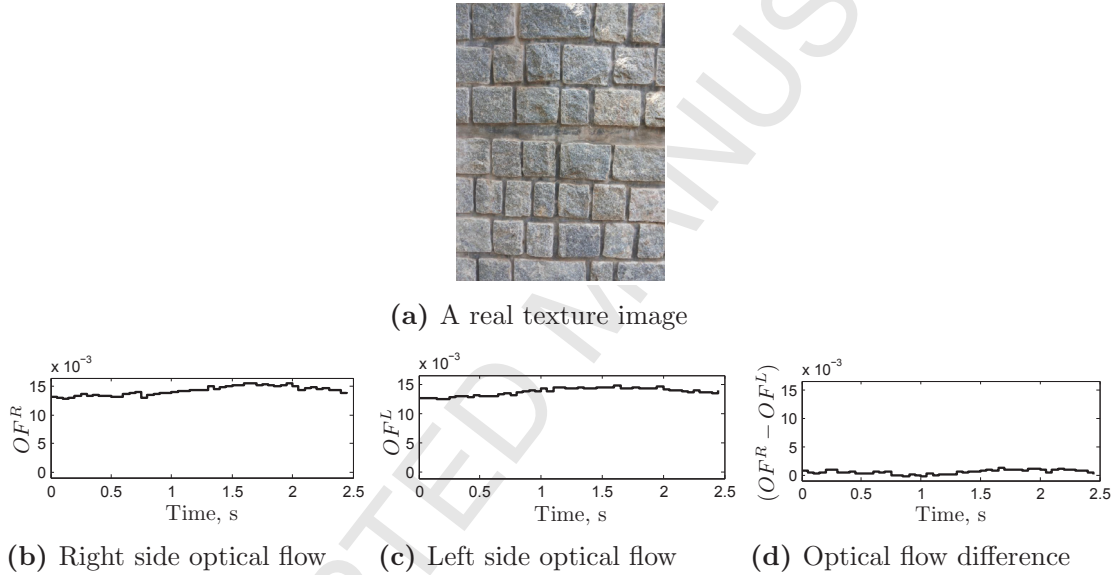 (a) A real texture image
x 10⁻³
15
10
5
0
OF^R
0 0.5 1 1.5 2 2.5
Time, s
(b) Right side optical flow
x 10⁻³
15
10
5
0
OF^L
0 0.5 1 1.5 2 2.5
Time, s
(c) Left side optical flow
x 10⁻³
15
10
5
0
(OF^R − OF^L)
0 0.5 1 1.5 2 2.5
Time, s
(d) Optical flow difference
PTED MANUS